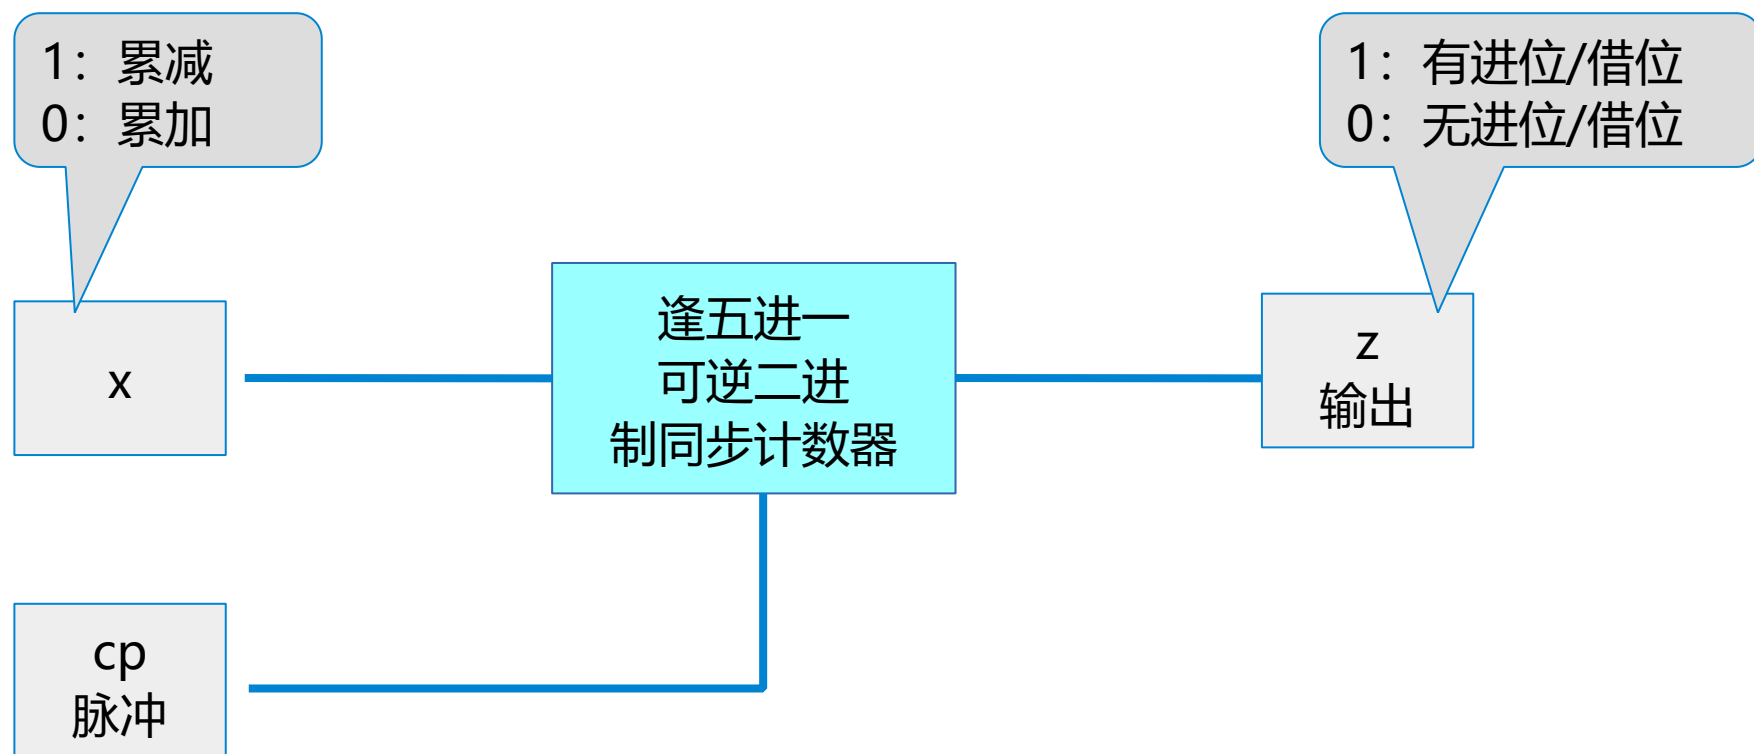 1：累减
0：累加
1：有进位/借位
0：无进位/借位
x
逢五进一
可逆二进
制同步计数器
z
输出
cp
脉冲